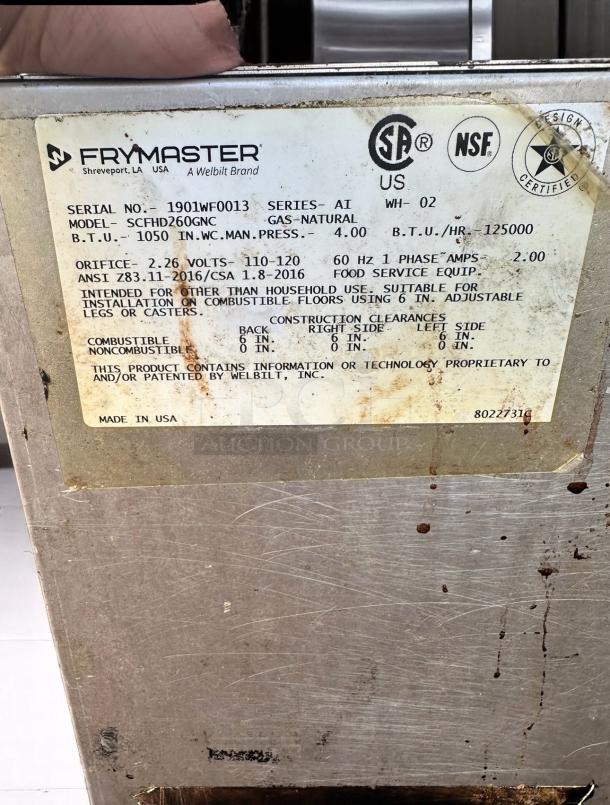 FRYMASTER®
Shreveport, LA USA A Welbilt Brand
SA ®
US
NSF®
DESIGN
SA
CERTIFIED
SERIAL NO.- 1901WF0013 SERIES- AI WH- 02
MODEL- SCFHD260GNC GAS-NATURAL
B.T.U.- 1050 IN.WC.MAN.PRESS.- 4.00 B.T.U./HR.-125000
ORIFICE- 2.26 VOLTS- 110-120 60 HZ 1 PHASE AMPS- 2.00
ANSI Z83.11-2016/CSA 1.8-2016 FOOD SERVICE EQUIP.
INTENDED FOR OTHER THAN HOUSEHOLD USE. SUITABLE FOR
INSTALLATION ON COMBUSTIBLE FLOORS USING 6 IN. ADJUSTABLE
LEGS OR CASTERS.
CONSTRUCTION CLEARANCES
BACK RIGHT SIDE LEFT SIDE
COMBUSTIBLE 6 IN. 6 IN. 6 IN.
NONCOMBUSTIBLE 0 IN. 0 IN. 0 IN.
THIS PRODUCT CONTAINS INFORMATION OR TECHNOLOGY PROPRIETARY TO
AND/OR PATENTED BY WELBILT, INC.
MADE IN USA 8022731G
PCI
AUCTION GROUP